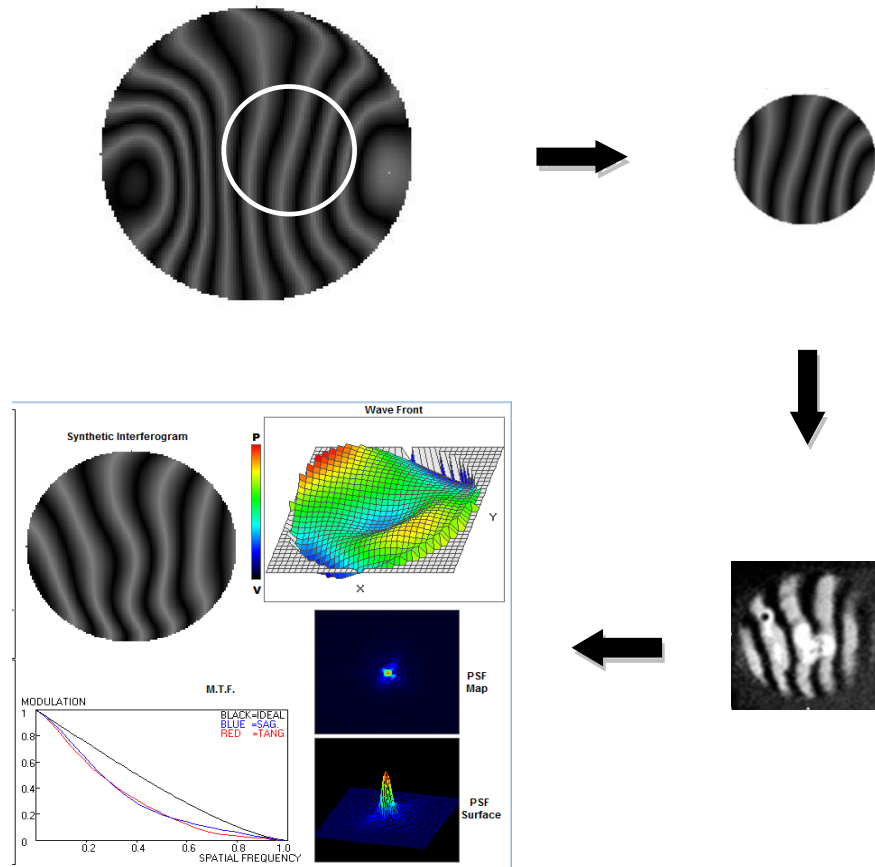 Wave Front
Synthetic Interferogram
P
V
Y
X
PSF
Map
M.T.F.
MODULATION
BLACK=IDEAL
BLUE =SAG.
RED =TANG
1
0.8
0.6
0.4
0.2
0
0.2 0.4 0.6 0.8 1.0
SPATIAL FREQUENCY
PSF
Surface